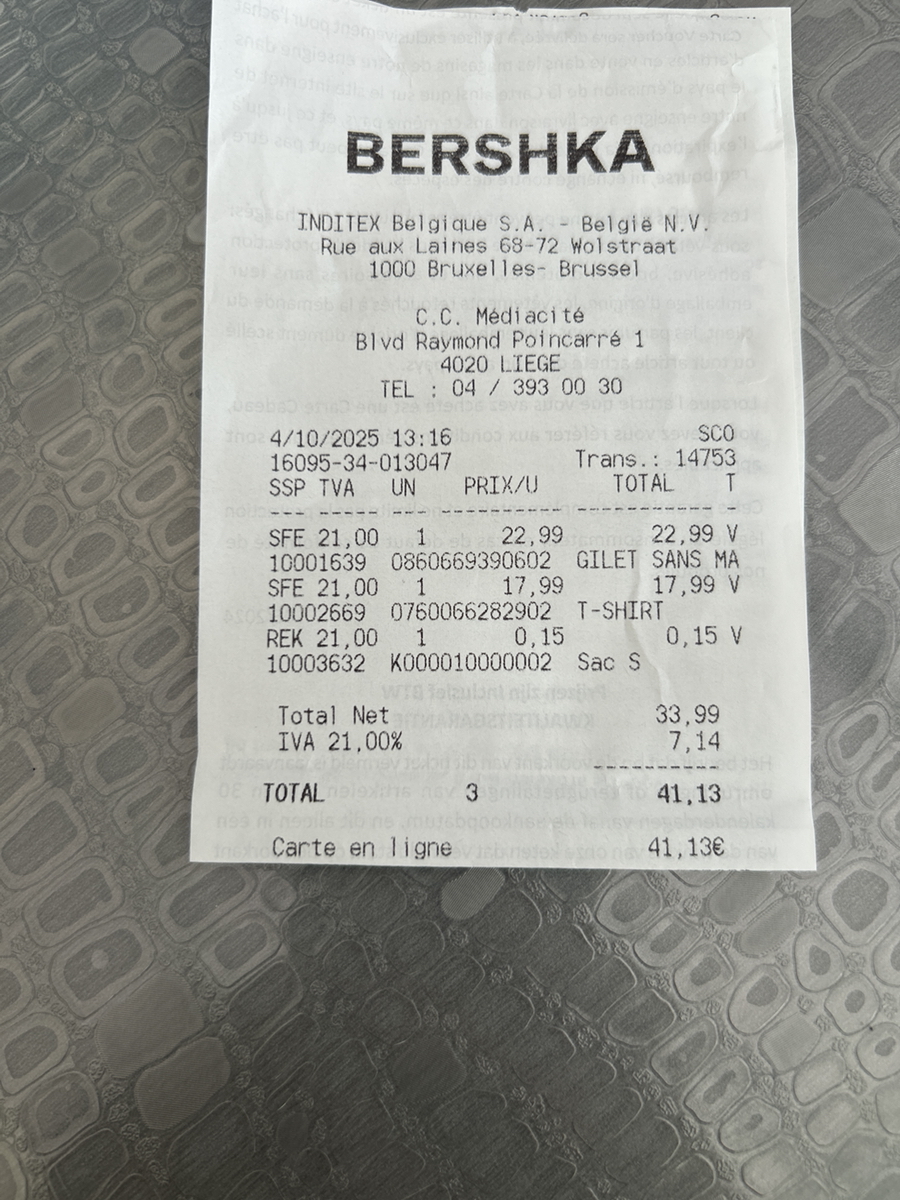 BERSHKA
INDITEX Belgique S.A. - België N.V.
Rue aux Laines 68-72 Wolstraat
1000 Bruxelles- Brussel
C.C. Médiacité
Blvd Raymond Poincarré 1
4020 LIEGE
TEL : 04 / 393 00 30
4/10/2025 13:16 SCO
16095-34-013047 Trans.: 14753
SSP TVA UN PRIX/U TOTAL T
SFE 21,00 1 22,99 22,99 V
10001639 0860669390602 GILET SANS MA
SFE 21,00 1 17,99 17,99 V
10002669 0760066282902 T-SHIRT
REK 21,00 1 0,15 0,15 V
10003632 K000010000002 Sac S
Total Net 33,99
IVA 21,00% 7,14
TOTAL 3 41,13
Carte en ligne 41,13€